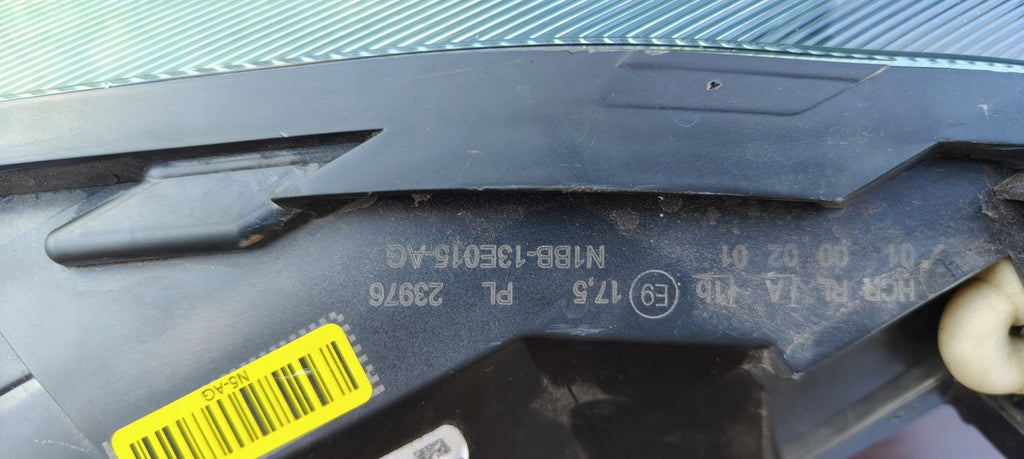 HCR RL IA E9 17,5 PL 23976
01 00 02 01 N1BB-13E015-AG
N5-AG